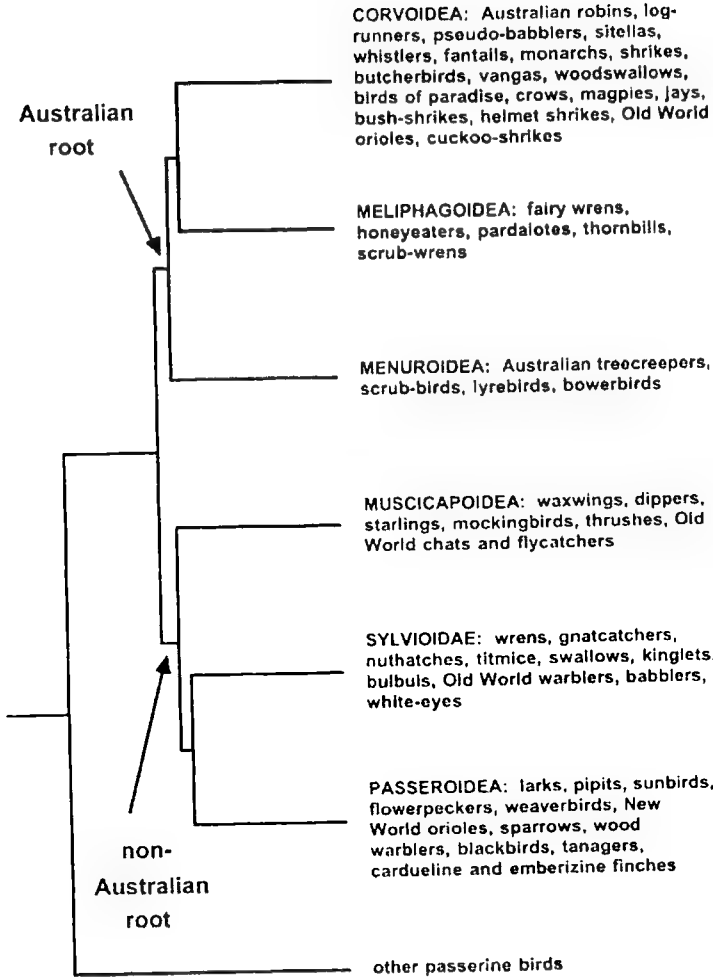 CORVOIDEA: Australian robins, log-
runners, pseudo-babblers, sitellas,
whistlers, fantails, monarchs, shrikes,
butcherbirds, vangas, woodswallows,
birds of paradise, crows, magpies, jays,
bush-shrikes, helmet shrikes, Old World
orioles, cuckoo-shrikes
Australian
root
MELIPHAGOIDEA: fairy wrens,
honeyeaters, pardalotes, thornbills,
scrub-wrens
MENUROIDEA: Australian treecreepers,
scrub-birds, lyrebirds, bowerbirds
MUSCICAPOIDEA: waxwings, dippers,
starlings, mockingbirds, thrushes, Old
World chats and flycatchers
SYLVIOIDAE: wrens, gnatcatchers,
nuthatches, titmice, swallows, kinglets,
bulbuls, Old World warblers, babblers,
white-eyes
PASSEROIDEA: larks, pipits, sunbirds,
flowerpeckers, weaverbirds, New
World orioles, sparrows, wood
warblers, blackbirds, tanagers,
cardueline and emberizine finches
non-
Australian
root
other passerine birds